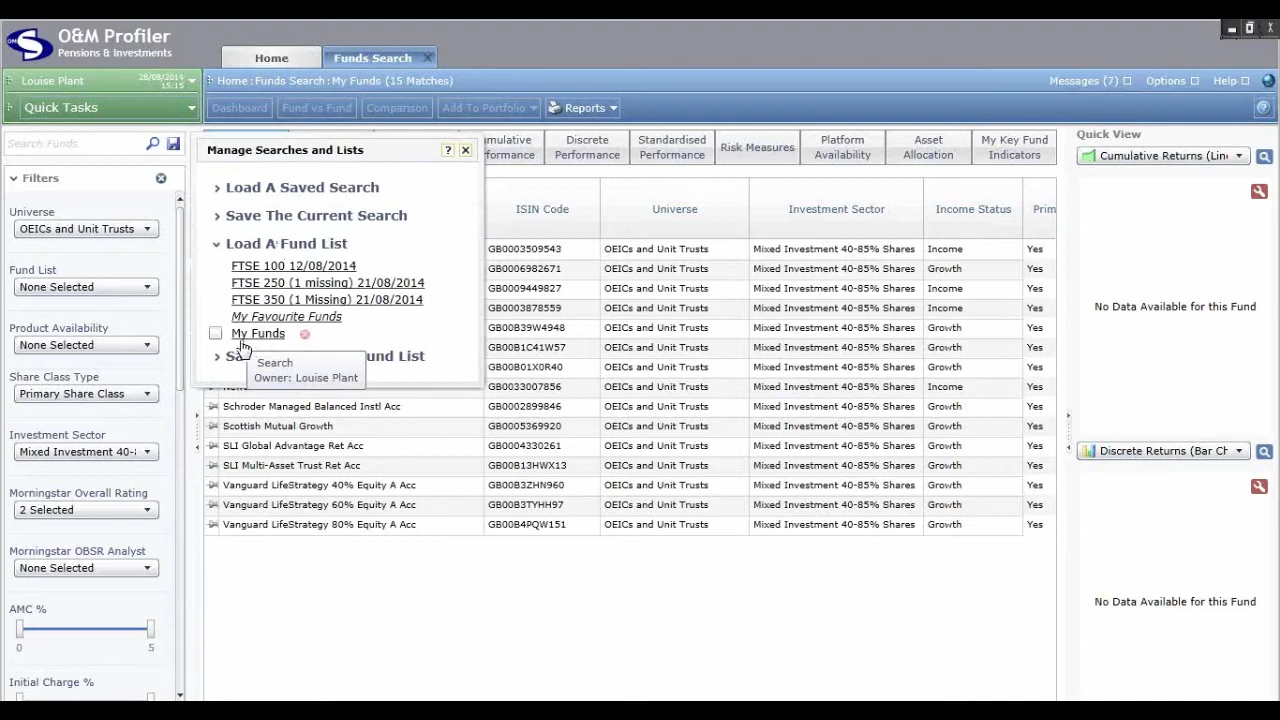 O&M Profiler
Pensions & Investments
Home
Funds Search
Louise Plant
28/08/2014
15:15
Home : Funds Search : My Funds (15 Matches)
Messages (7)
Options
Help
Quick Tasks
Dashboard
Fund vs Fund
Comparison
Add To Portfolio
Reports
Search Funds
Filters
Universe
OEICs and Unit Trusts
Fund List
None Selected
Product Availability
None Selected
Share Class Type
Primary Share Class
Investment Sector
Mixed Investment 40-
Morningstar Overall Rating
2 Selected
Morningstar OBSR Analyst
None Selected
AMC %
0
5
Initial Charge %
Manage Searches and Lists
?
Load A Saved Search
Save The Current Search
Load A Fund List
FTSE 100 12/08/2014
FTSE 250 (1 missing) 21/08/2014
FTSE 350 (1 Missing) 21/08/2014
My Favourite Funds
My Funds
und List
Search
Owner: Louise Plant
mulative
rformance
Discrete
Performance
Standardised
Performance
Risk Measures
Platform
Availability
Asset
Allocation
My Key Fund
Indicators
ISIN Code
Universe
Investment Sector
Income Status
Prim
GB0003509543 OEICs and Unit Trusts Mixed Investment 40-85% Shares Income Yes
GB0006982671 OEICs and Unit Trusts Mixed Investment 40-85% Shares Growth Yes
GB0009449827 OEICs and Unit Trusts Mixed Investment 40-85% Shares Growth Yes
GB0003878559 OEICs and Unit Trusts Mixed Investment 40-85% Shares Income Yes
GB00B39W4948 OEICs and Unit Trusts Mixed Investment 40-85% Shares Growth Yes
GB00B1C41W57 OEICs and Unit Trusts Mixed Investment 40-85% Shares Growth Yes
GB00B01X0R40 OEICs and Unit Trusts Mixed Investment 40-85% Shares Growth Yes
GB0033007856 OEICs and Unit Trusts Mixed Investment 40-85% Shares Income Yes
Schroder Managed Balanced Instl Acc GB0002899846 OEICs and Unit Trusts Mixed Investment 40-85% Shares Growth Yes
Scottish Mutual Growth GB0005369920 OEICs and Unit Trusts Mixed Investment 40-85% Shares Growth Yes
SLI Global Advantage Ret Acc GB0004330261 OEICs and Unit Trusts Mixed Investment 40-85% Shares Growth Yes
SLI Multi-Asset Trust Ret Acc GB00B13HWX13 OEICs and Unit Trusts Mixed Investment 40-85% Shares Growth Yes
Vanguard LifeStrategy 40% Equity A Acc GB00B3ZHN960 OEICs and Unit Trusts Mixed Investment 40-85% Shares Growth Yes
Vanguard LifeStrategy 60% Equity A Acc GB00B3TYHH97 OEICs and Unit Trusts Mixed Investment 40-85% Shares Growth Yes
Vanguard LifeStrategy 80% Equity A Acc GB00B4PQW151 OEICs and Unit Trusts Mixed Investment 40-85% Shares Growth Yes
Quick View
Cumulative Returns (Lin
No Data Available for this Fund
Discrete Returns (Bar Ch
No Data Available for this Fund